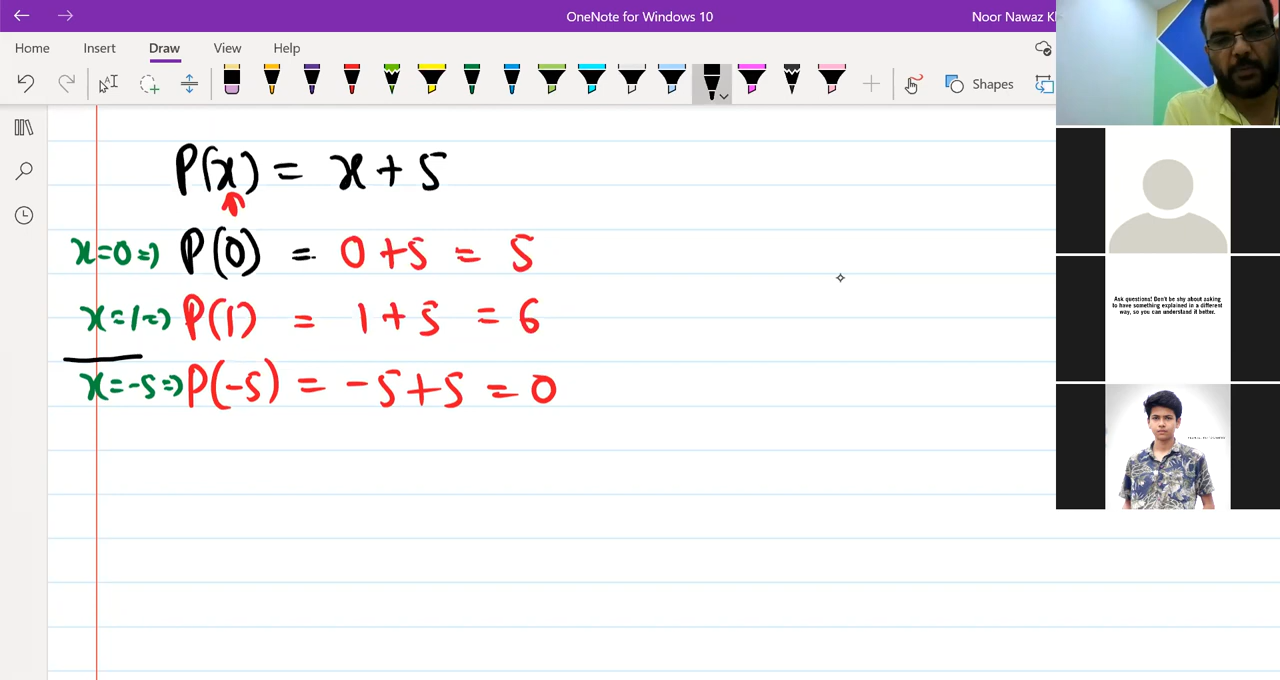 OneNote for Windows 10
Noor Nawaz Kh
Home Insert Draw View Help
Shapes
P(x) = x + 5
x=0 => P(0) = 0 + 5 = 5
x=1 => P(1) = 1 + 5 = 6
x=-5 => P(-5) = -5 + 5 = 0
Ask questions! Don't be shy about asking
to have something explained in a different
way, so you can understand it better.